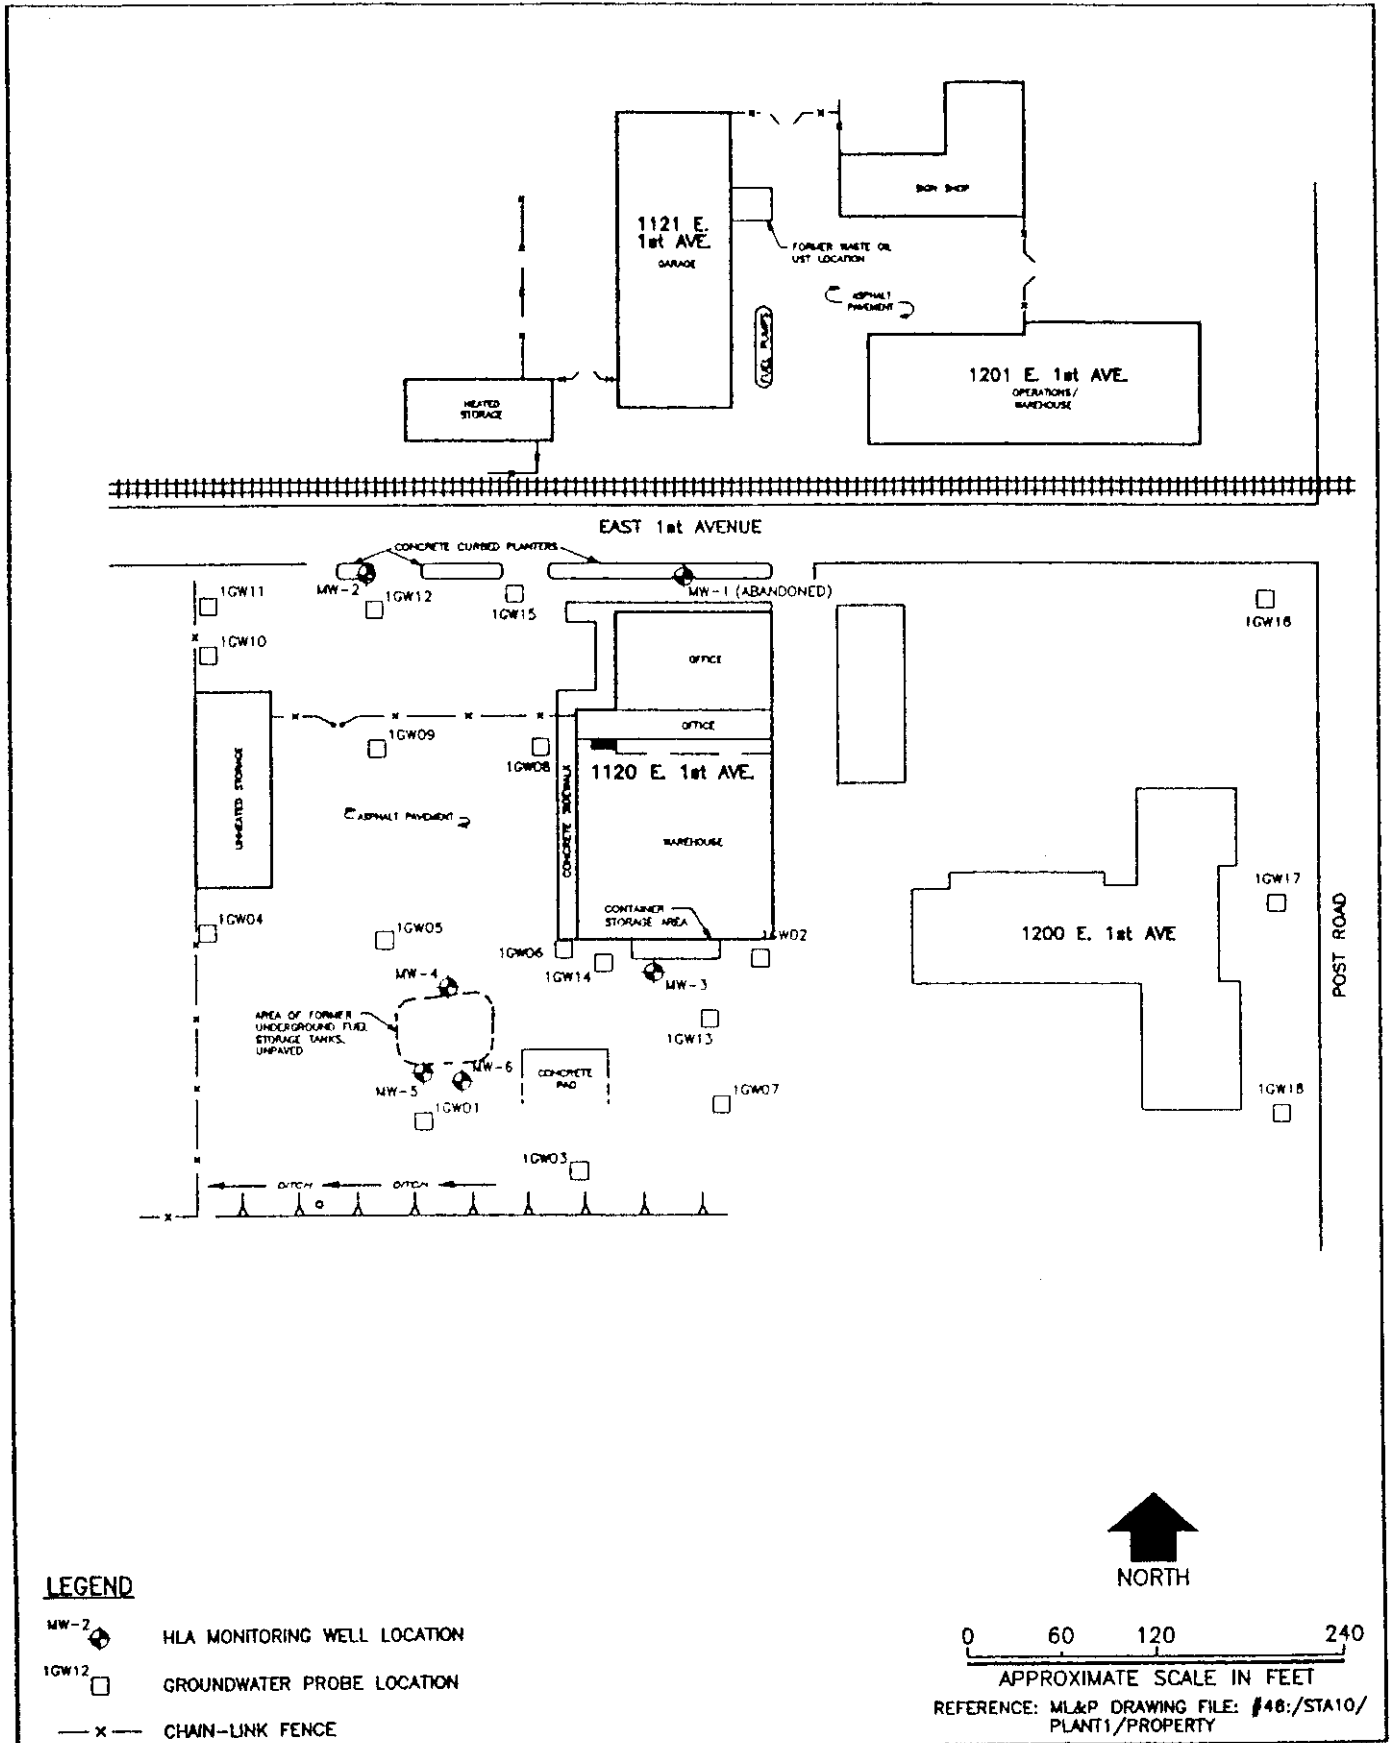 SIGN SHOP
1121 E.
1st AVE.
GARAGE
FORMER WASTE OIL
UST LOCATION
ASPHALT
PAVEMENT
FUEL PUMPS
1201 E. 1st AVE.
OPERATIONS/
WAREHOUSE
HEATED
STORAGE
EAST 1st AVENUE
CONCRETE CURBED PLANTERS
MW-2
MW-1 (ABANDONED)
1GW11
1GW12
1GW15
1GW16
1GW10
OFFICE
OFFICE
1GW09
1GW08
1120 E. 1st AVE.
UNHEATED STORAGE
ASPHALT PAVEMENT
CONCRETE SIDEWALK
WAREHOUSE
1GW17
CONTAINER
STORAGE AREA
1GW04
1GW05
1GW06
1GW14
1GW02
1200 E. 1st AVE
POST ROAD
MW-4
MW-3
AREA OF FORMER
UNDERGROUND FUEL
STORAGE TANKS,
UNPAVED
1GW13
MW-5
MW-6
CONCRETE
PAD
1GW07
1GW18
1GW01
1GW03
DITCH
DITCH
NORTH
LEGEND
MW-2 HLA MONITORING WELL LOCATION
1GW12 GROUNDWATER PROBE LOCATION
x CHAIN-LINK FENCE
0 60 120 240
APPROXIMATE SCALE IN FEET
REFERENCE: ML&P DRAWING FILE: #48:/STA10/
PLANT1/PROPERTY